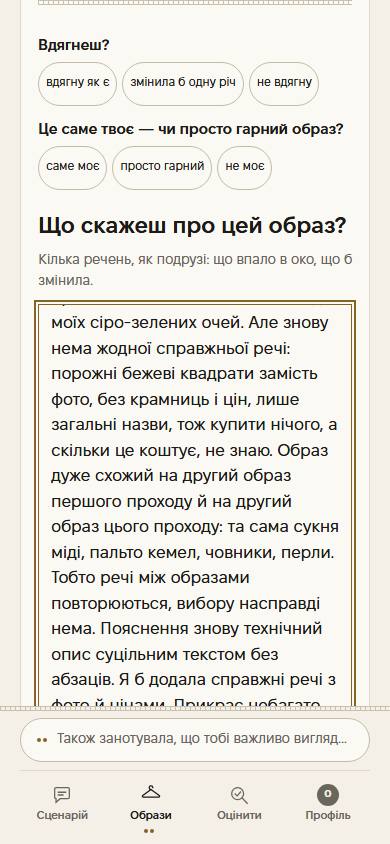 Вдягнеш?
вдягну як є
змінила б одну річ
не вдягну
Це саме твоє — чи просто гарний образ?
саме моє
просто гарний
не моє
Що скажеш про цей образ?
Кілька речень, як подрузі: що впало в око, що б
змінила.
моїх сіро-зелених очей. Але знову
нема жодної справжньої речі:
порожні бежеві квадрати замість
фото, без крамниць і цін, лише
загальні назви, тож купити нічого, а
скільки це коштує, не знаю. Образ
дуже схожий на другий образ
першого проходу й на другий
образ цього проходу: та сама сукня
міді, пальто кемел, човники, перли.
Тобто речі між образами
повторюються, вибору насправді
нема. Пояснення знову технічний
опис суцільним текстом без
абзаців. Я б додала справжні речі з
фото й цінами. Прикрас небагато
Також занотувала, що тобі важливо вигляд...
Сценарій
Образи
Оцінити
О
Профіль